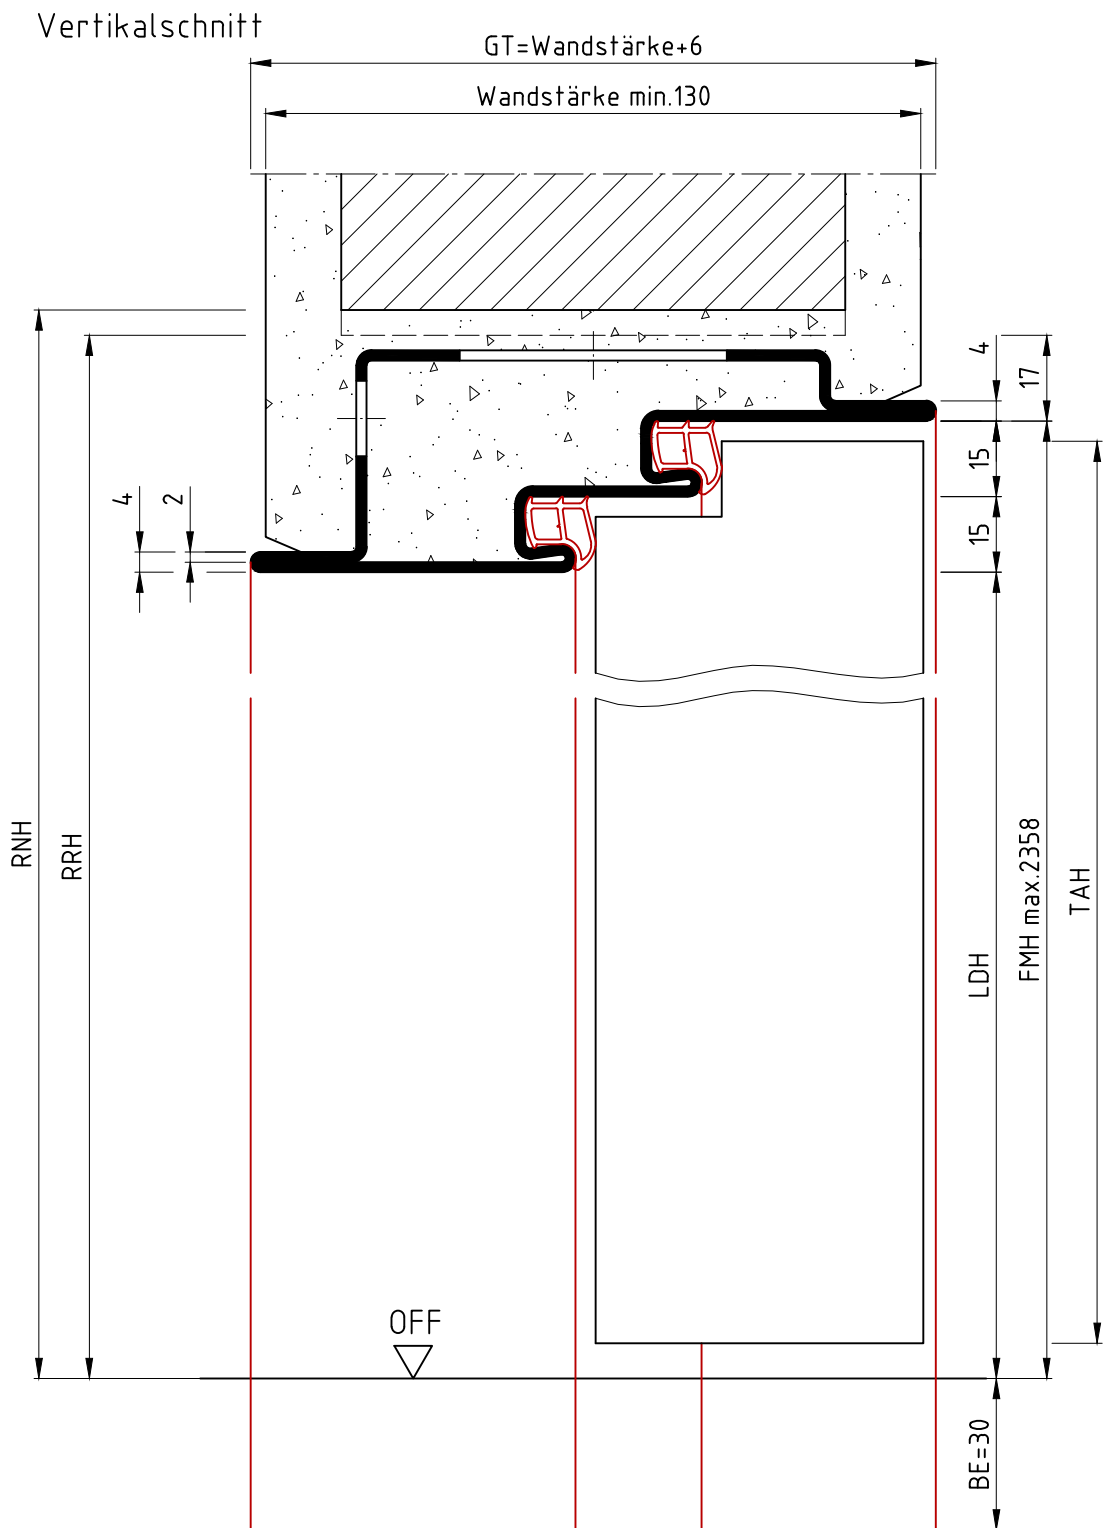 Vertikalschnitt
GT=Wandstärke+6
Wandstärke min.130
4
17
15
4
2
15
RNH
RRH
FMH max.2358
TAH
LDH
OFF
BE=30